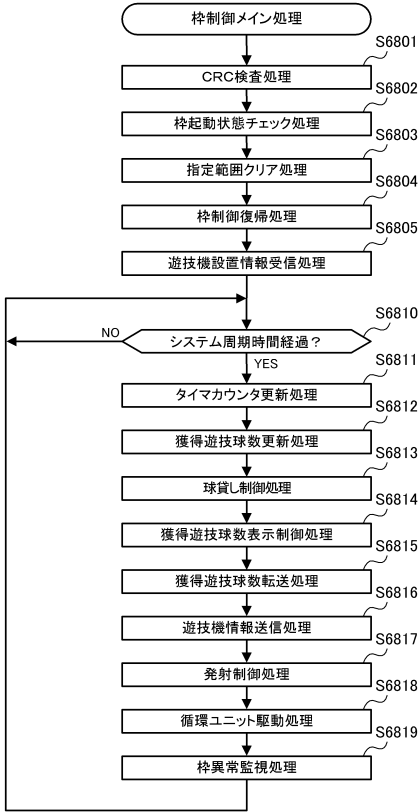 枠制御メイン処理
S6801
CRC検査処理
S6802
枠起動状態チェック処理
S6803
指定範囲クリア処理
S6804
枠制御復帰処理
S6805
遊技機設置情報受信処理
S6810
NO
システム周期時間経過？
YES
S6811
タイマカウンタ更新処理
S6812
獲得遊技球数更新処理
S6813
球貸し制御処理
S6814
獲得遊技球数表示制御処理
S6815
獲得遊技球数転送処理
S6816
遊技機情報送信処理
S6817
発射制御処理
S6818
循環ユニット駆動処理
S6819
枠異常監視処理